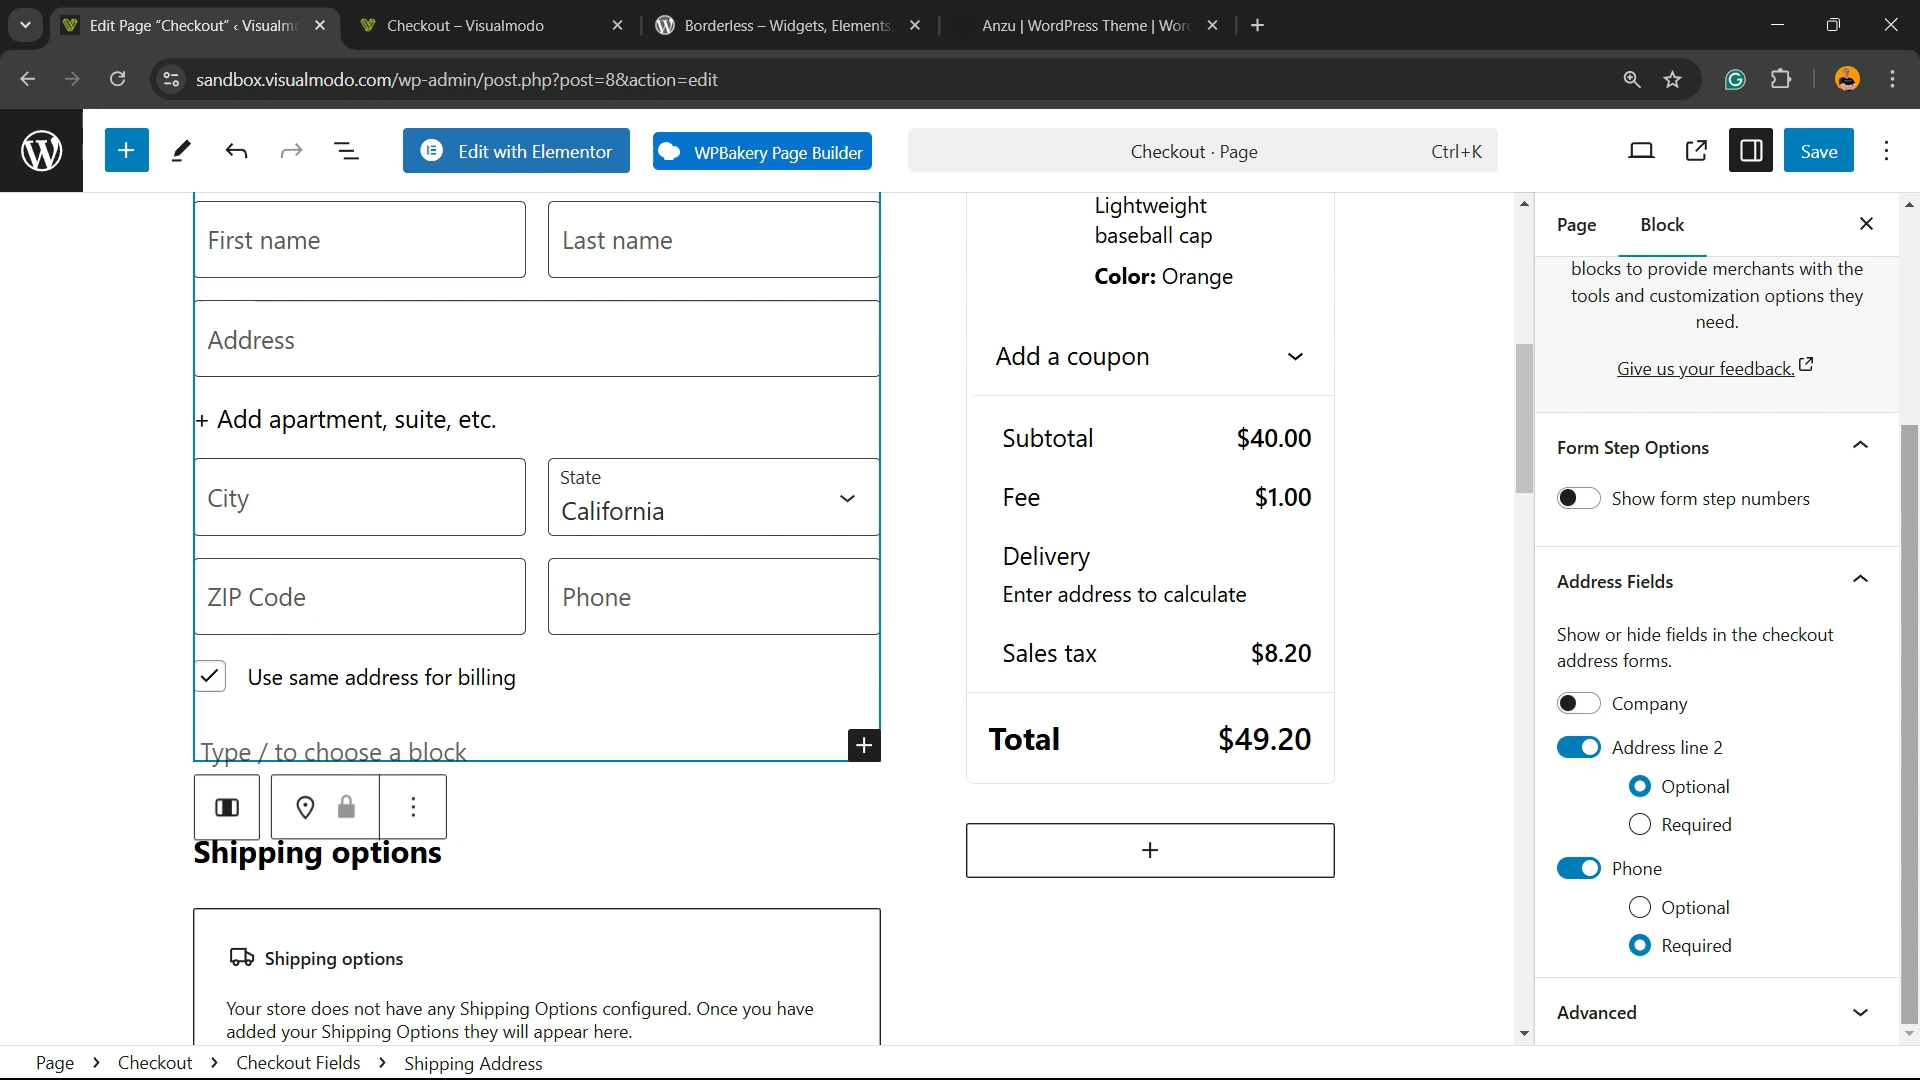 Edit Page “Checkout” ‹ Visualm
Checkout – Visualmodo
Borderless – Widgets, Elements,
Anzu | WordPress Theme | Wor
sandbox.visualmodo.com/wp-admin/post.php?post=8&action=edit
Edit with Elementor
WPBakery Page Builder
Checkout · Page
Ctrl+K
Save
First name
Last name
Address
+ Add apartment, suite, etc.
City
State
California
ZIP Code
Phone
Use same address for billing
Type / to choose a block
Shipping options
Shipping options
Your store does not have any Shipping Options configured. Once you have
added your Shipping Options they will appear here.
Lightweight
baseball cap
Color: Orange
Add a coupon
Subtotal $40.00
Fee $1.00
Delivery
Enter address to calculate
Sales tax $8.20
Total $49.20
Page
Block
blocks to provide merchants with the
tools and customization options they
need.
Give us your feedback.
Form Step Options
Show form step numbers
Address Fields
Show or hide fields in the checkout
address forms.
Company
Address line 2
Optional
Required
Phone
Optional
Required
Advanced
Page › Checkout › Checkout Fields › Shipping Address